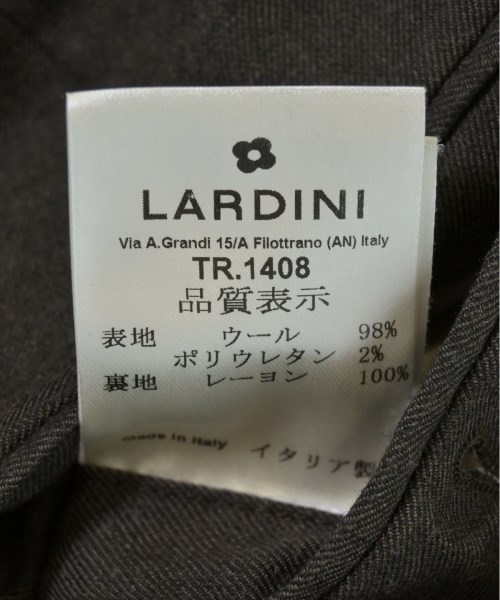 LARDINI
Via A.Grandi 15/A Filottrano (AN) Italy
TR.1408
品質表示
表地 ウール 98%
ポリウレタン 2%
裏地 レーヨン 100%
Made in Italy イタリア製